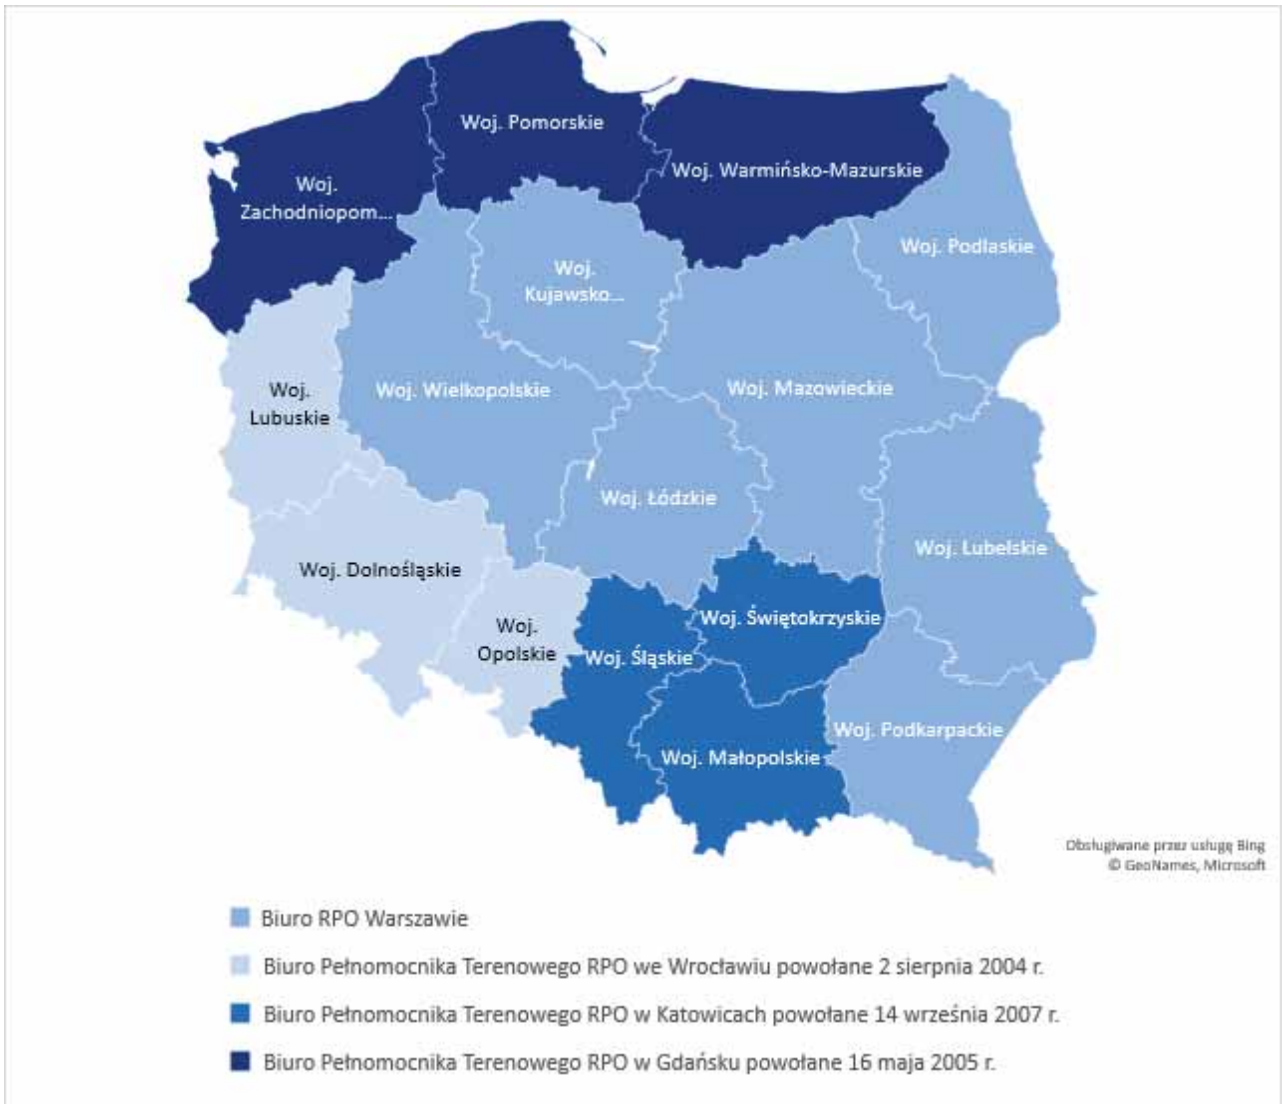 Woj. Pomorskie
Woj. Warmińsko-Mazurskie
Woj.
Zachodniopom...
Woj. Podlaskie
Woj.
Kujawsko...
Woj.
Lubuskie
Woj. Wielkopolskie
Woj. Mazowieckie
Woj. Łódzkie
Woj. Lubelskie
Woj. Dolnośląskie
Woj. Świętokrzyskie
Woj.
Opolskie
Woj. Śląskie
Woj. Podkarpackie
Woj. Małopolskie
Obsługiwane przez usługę Bing
© GeoNames, Microsoft
Biuro RPO Warszawie
Biuro Pełnomocnika Terenowego RPO we Wrocławiu powołane 2 sierpnia 2004 r.
Biuro Pełnomocnika Terenowego RPO w Katowicach powołane 14 września 2007 r.
Biuro Pełnomocnika Terenowego RPO w Gdańsku powołane 16 maja 2005 r.